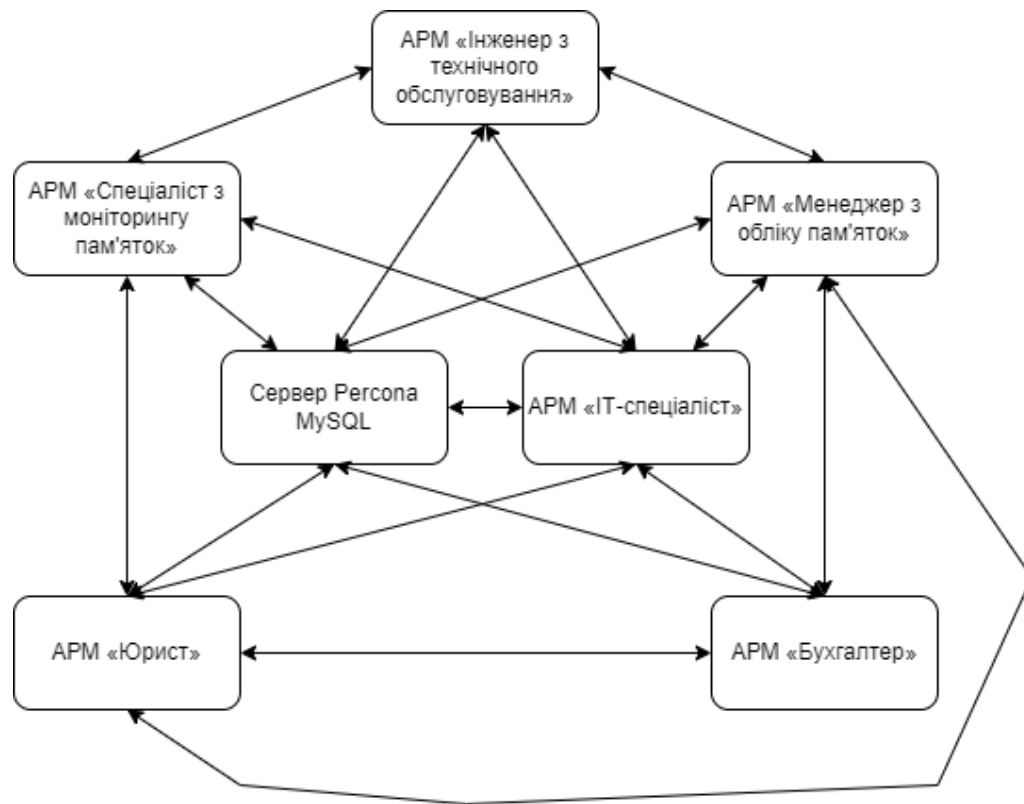 АРМ «Інженер з
технічного
обслуговування»
АРМ «Спеціаліст з
моніторингу
пам'яток»
АРМ «Менеджер з
обліку пам'яток»
Сервер Percona
MySQL
АРМ «ІТ-спеціаліст»
АРМ «Юрист»
АРМ «Бухгалтер»